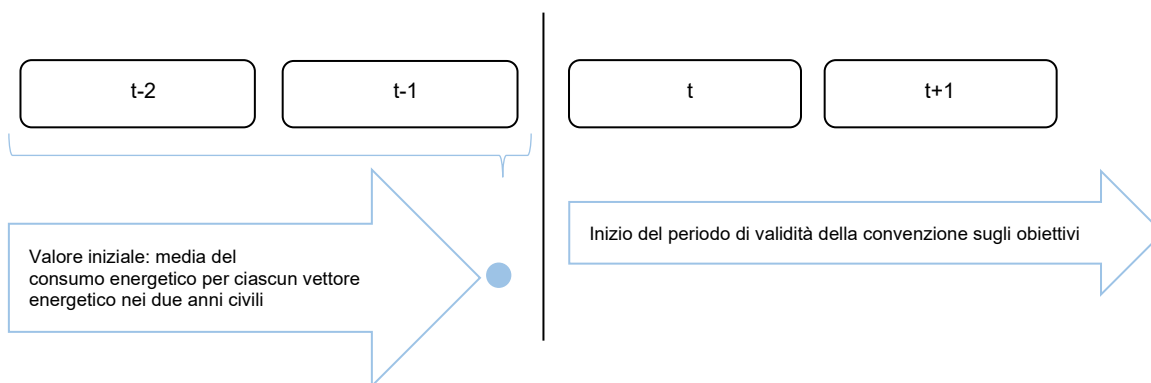 t-2
t-1
t
t+1
Valore iniziale: media del
consumo energetico per ciascun vettore
energetico nei due anni civili
Inizio del periodo di validità della convenzione sugli obiettivi